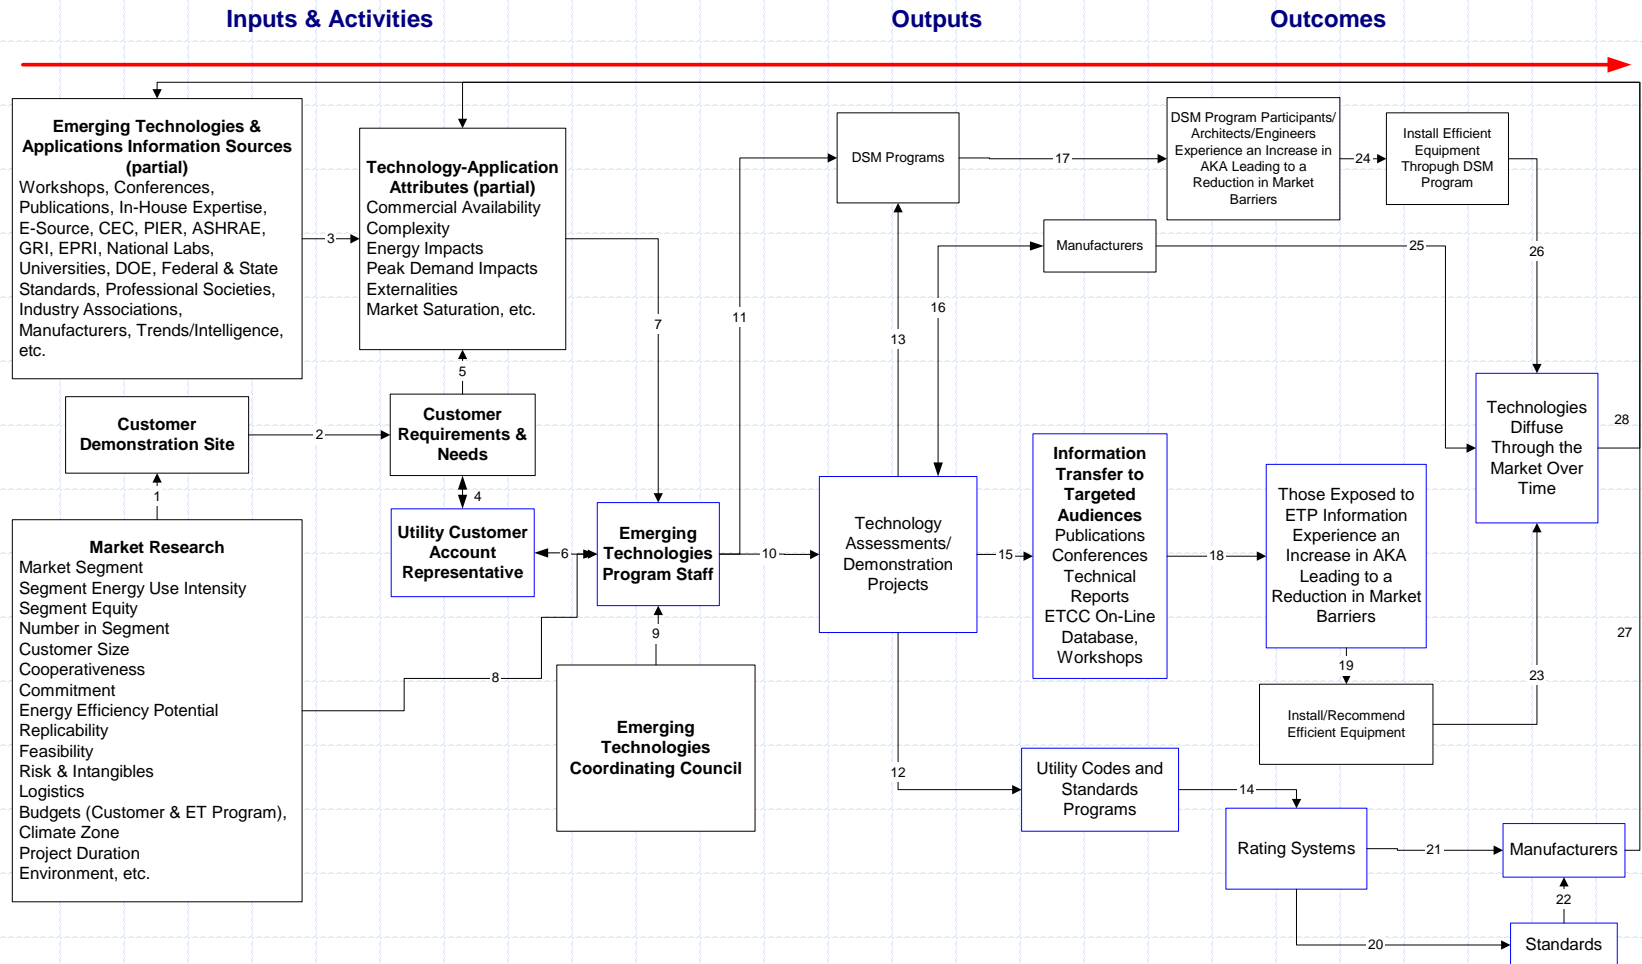 Inputs & Activities
Outputs
Outcomes
Emerging Technologies &
Applications Information Sources
(partial)
Workshops, Conferences,
Publications, In-House Expertise,
E-Source, CEC, PIER, ASHRAE,
GRI, EPRI, National Labs,
Universities, DOE, Federal & State
Standards, Professional Societies,
Industry Associations,
Manufacturers, Trends/Intelligence,
etc.
3
Technology-Application
Attributes (partial)
Commercial Availability
Complexity
Energy Impacts
Peak Demand Impacts
Externalities
Market Saturation, etc.
5
7
Customer
Demonstration Site
2
Customer
Requirements &
Needs
1
4
Market Research
Market Segment
Segment Energy Use Intensity
Segment Equity
Number in Segment
Customer Size
Cooperativeness
Commitment
Energy Efficiency Potential
Replicability
Feasibility
Risk & Intangibles
Logistics
Budgets (Customer & ET Program),
Climate Zone
Project Duration
Environment, etc.
Utility Customer
Account
Representative
6
8
Emerging
Technologies
Program Staff
9
Emerging
Technologies
Coordinating Council
10
11
DSM Programs
17
DSM Program Participants/
Architects/Engineers
Experience an Increase in
AKA Leading to a
Reduction in Market
Barriers
24
Install Efficient
Equipment
Thropugh DSM
Program
26
Manufacturers
25
16
13
Technology
Assessments/
Demonstration
Projects
15
Information
Transfer to
Targeted
Audiences
Publications
Conferences
Technical
Reports
ETCC On-Line
Database,
Workshops
18
Those Exposed to
ETP Information
Experience an
Increase in AKA
Leading to a
Reduction in Market
Barriers
19
Install/Recommend
Efficient Equipment
23
Technologies
Diffuse
Through the
Market Over
Time
28
27
12
Utility Codes and
Standards
Programs
14
Rating Systems
21
Manufacturers
22
20
Standards